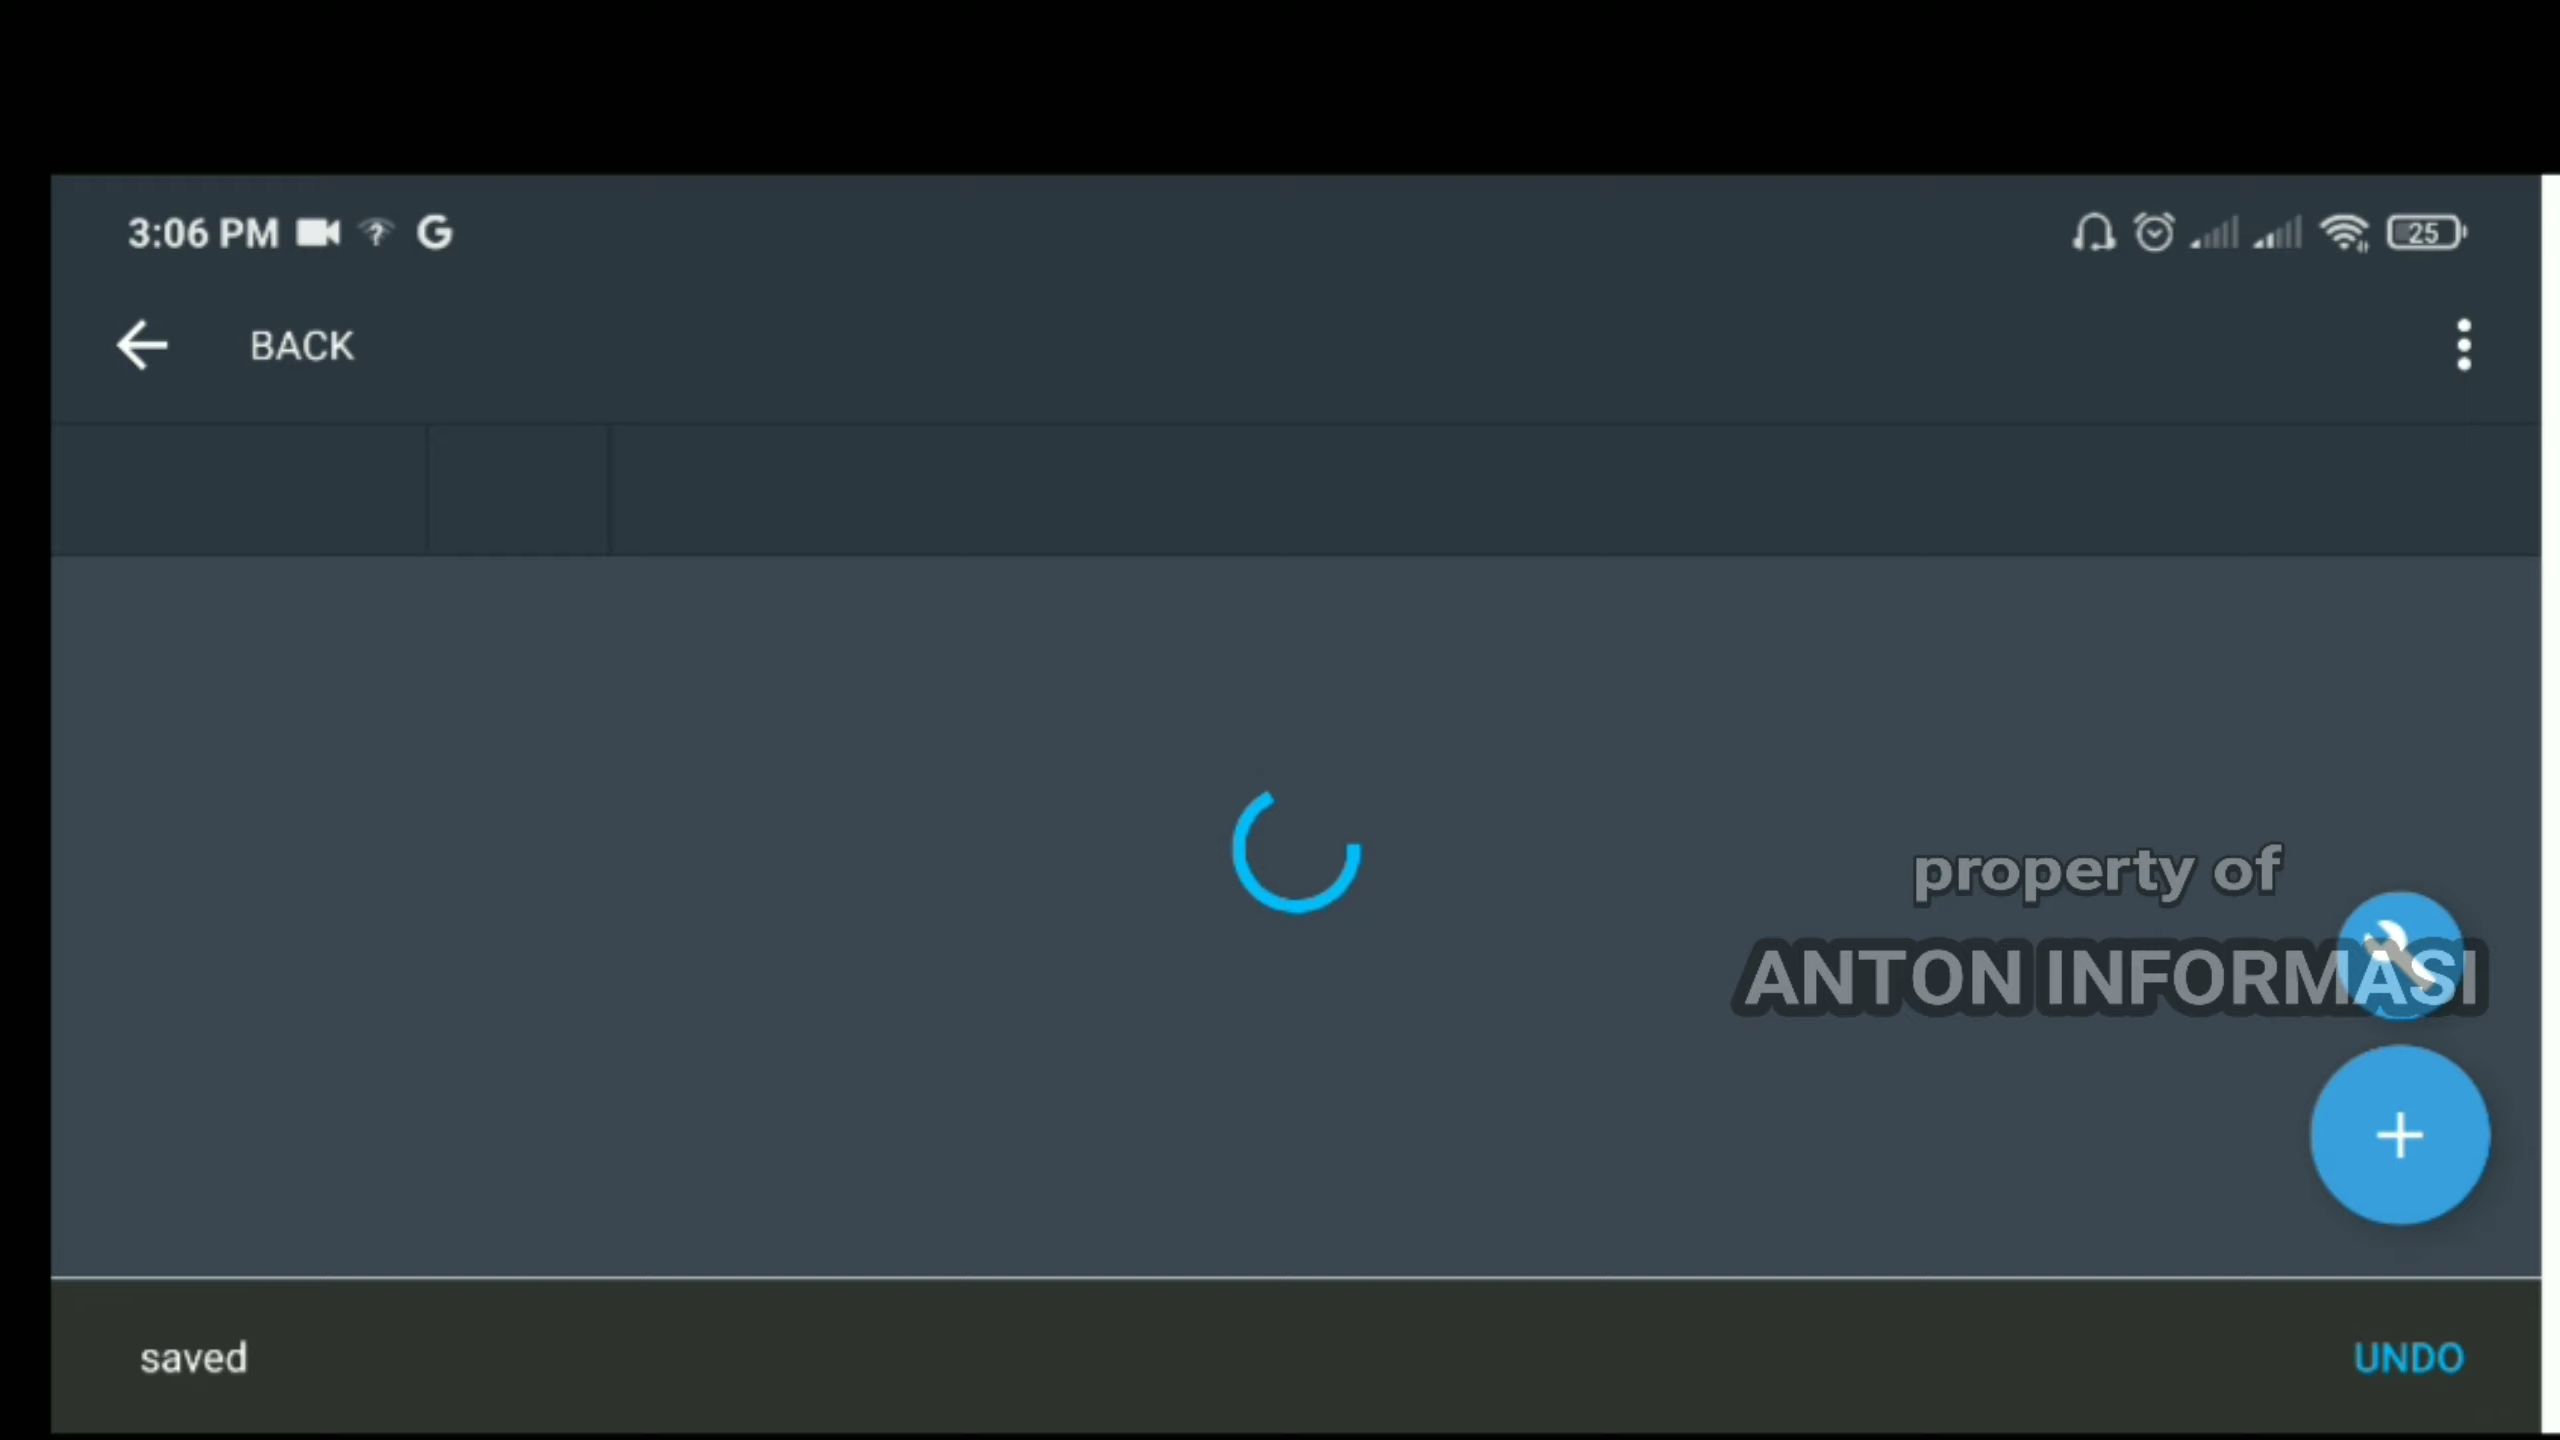 3:06 PM G 25
BACK
property of
ANTON INFORMASI
saved UNDO